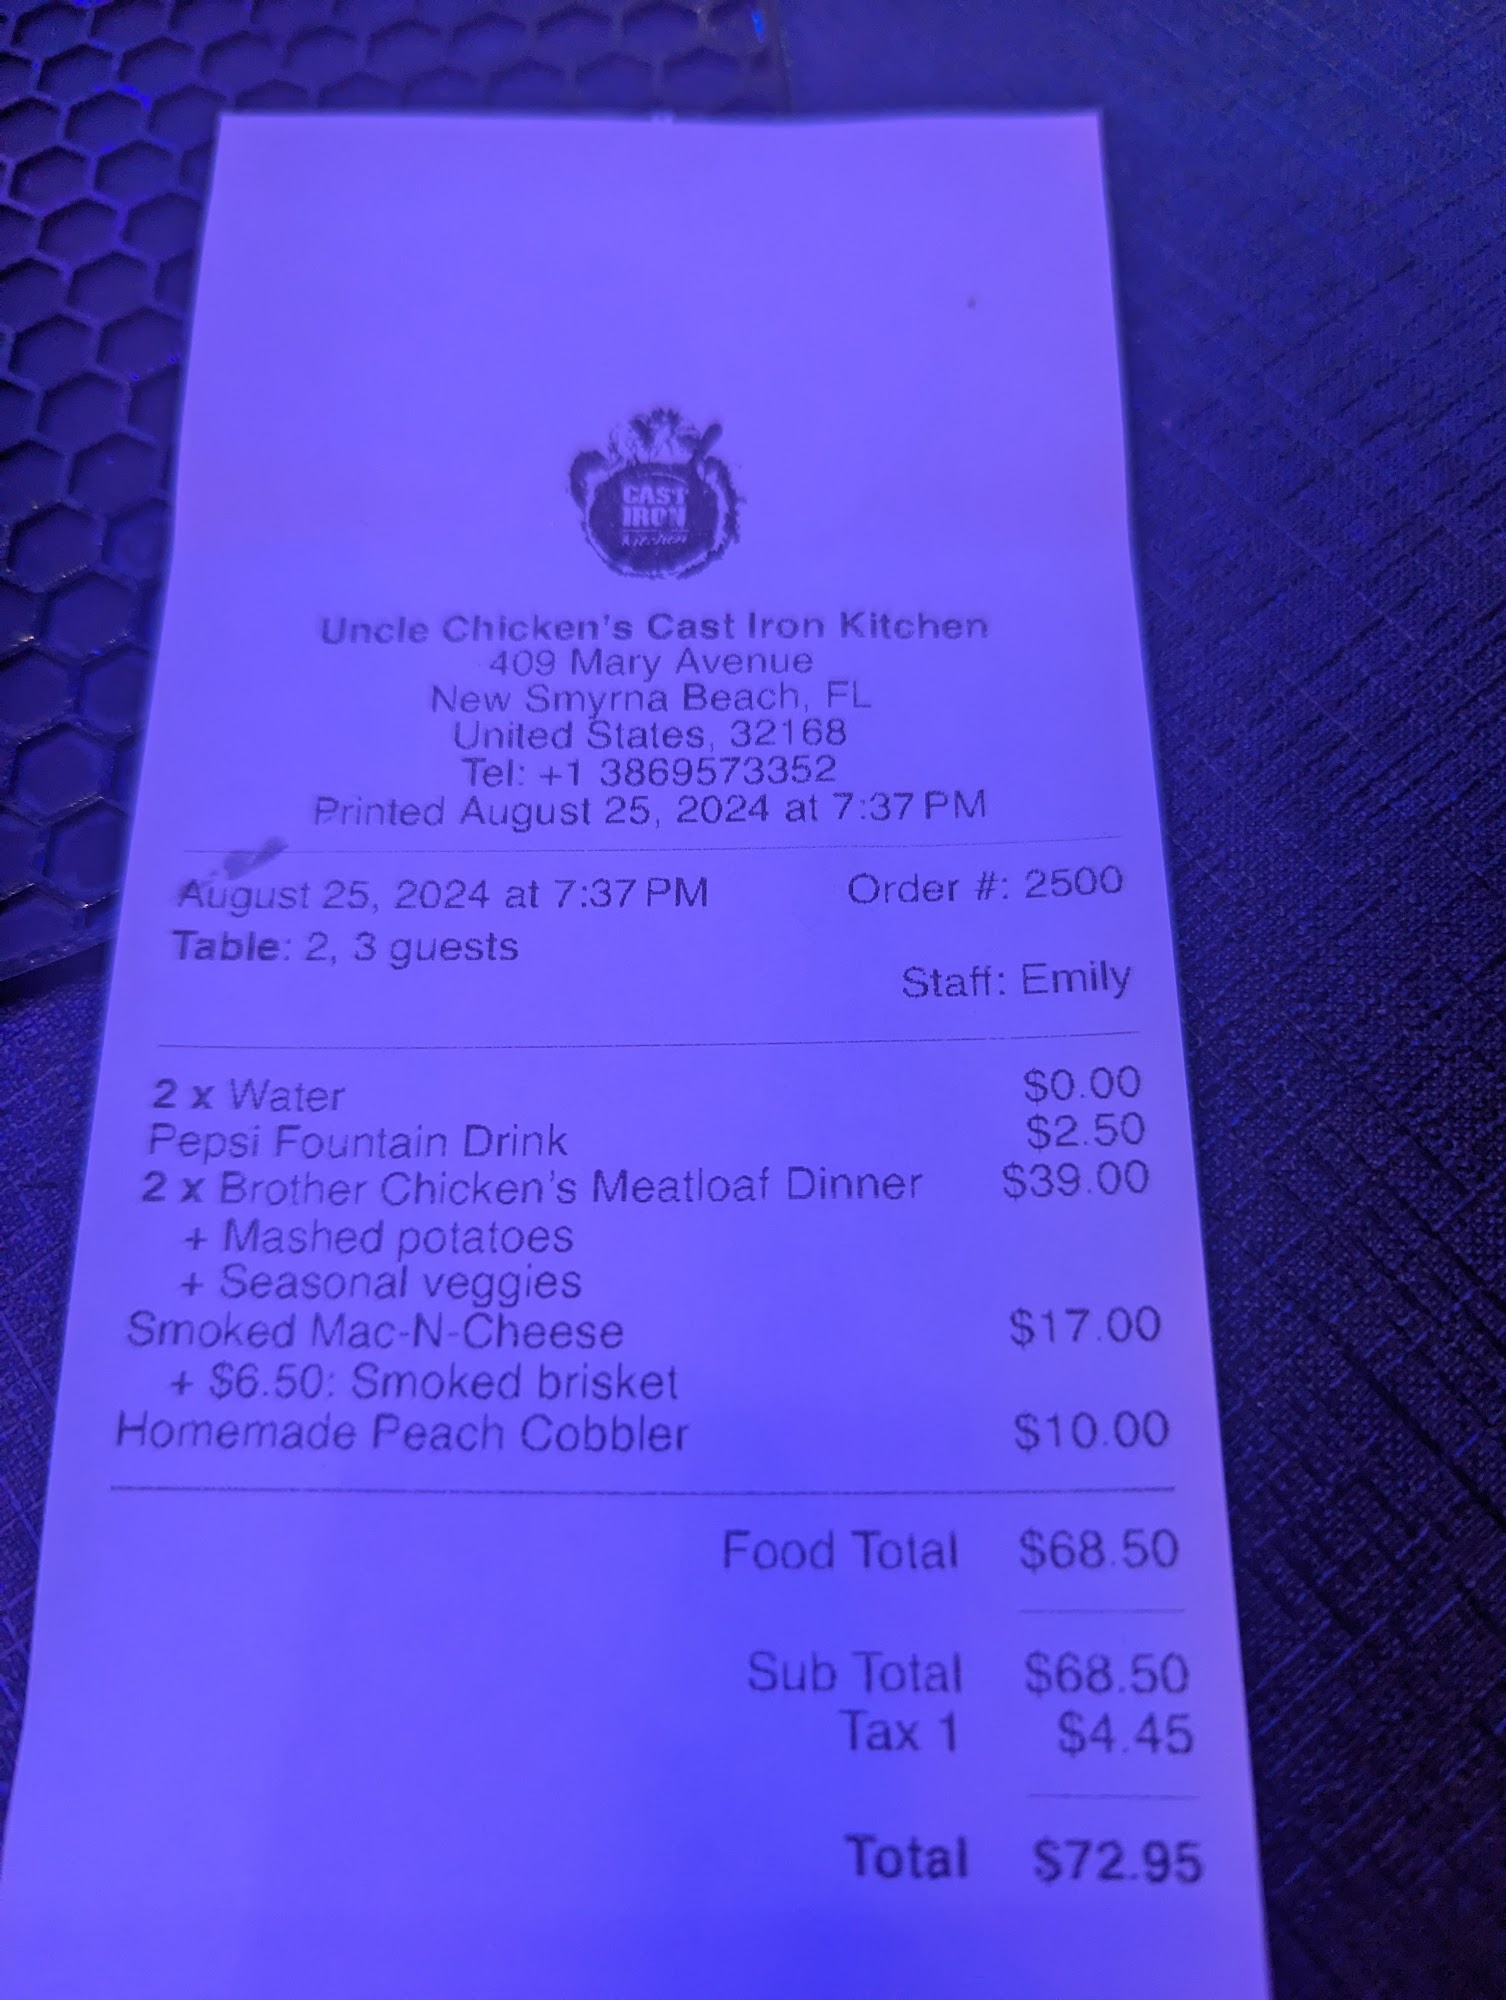 CAST
IRON
kitchen
Uncle Chicken's Cast Iron Kitchen
409 Mary Avenue
New Smyrna Beach, FL
United States, 32168
Tel: +1 3869573352
Printed August 25, 2024 at 7:37 PM
August 25, 2024 at 7:37 PM Order #: 2500
Table: 2, 3 guests
Staff: Emily
2 x Water $0.00
Pepsi Fountain Drink $2.50
2 x Brother Chicken's Meatloaf Dinner $39.00
+ Mashed potatoes
+ Seasonal veggies
Smoked Mac-N-Cheese $17.00
+ $6.50: Smoked brisket
Homemade Peach Cobbler $10.00
Food Total $68.50
Sub Total $68.50
Tax 1 $4.45
Total $72.95